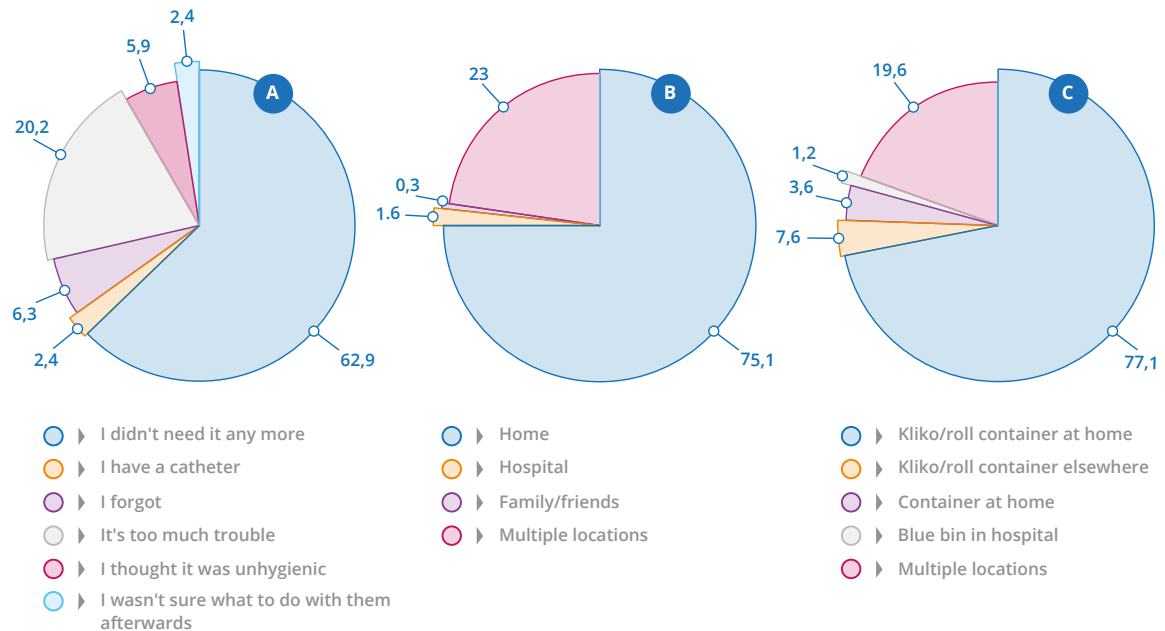 A
2,4
5,9
20,2
6,3
2,4
62,9
B
23
0,3
1.6
75,1
C
19,6
1,2
3,6
7,6
77,1
I didn't need it any more
I have a catheter
I forgot
It's too much trouble
I thought it was unhygienic
I wasn't sure what to do with them
afterwards
Home
Hospital
Family/friends
Multiple locations
Kliko/roll container at home
Kliko/roll container elsewhere
Container at home
Blue bin in hospital
Multiple locations